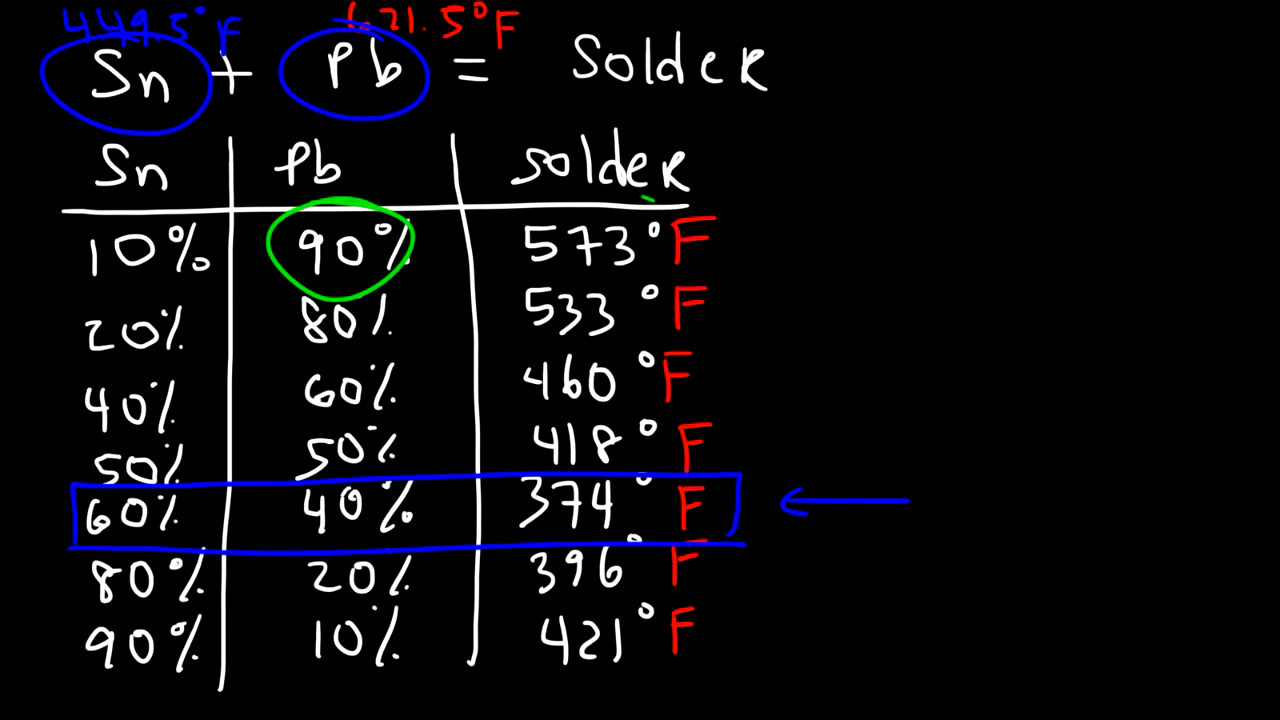 449.5°F 621.5°F
Sn + Pb = Solder
Sn Pb Solder
10% 90% 573°F
20% 80% 533°F
40% 60% 460°F
50% 50% 418°F
60% 40% 374°F
80% 20% 396°F
90% 10% 421°F